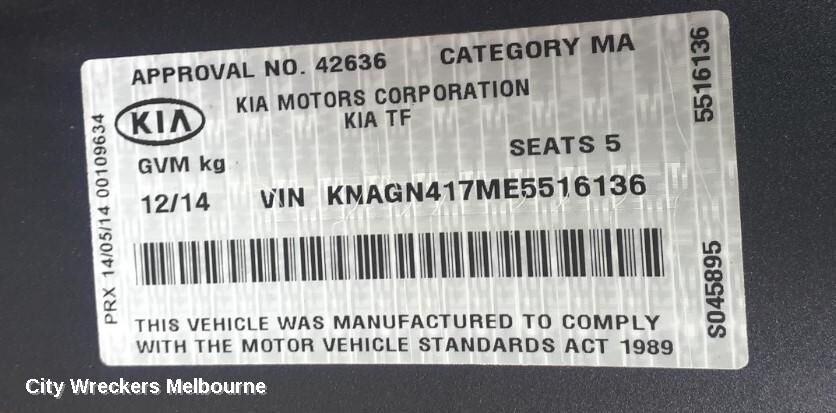 APPROVAL NO. 42636 CATEGORY MA
KIA KIA MOTORS CORPORATION
KIA TF
SEATS 5
GVM kg
12/14 VIN KNAGN417ME5516136
THIS VEHICLE WAS MANUFACTURED TO COMPLY
WITH THE MOTOR VEHICLE STANDARDS ACT 1989
PRX 14/05/14 00109634
5516136
S045895
City Wreckers Melbourne